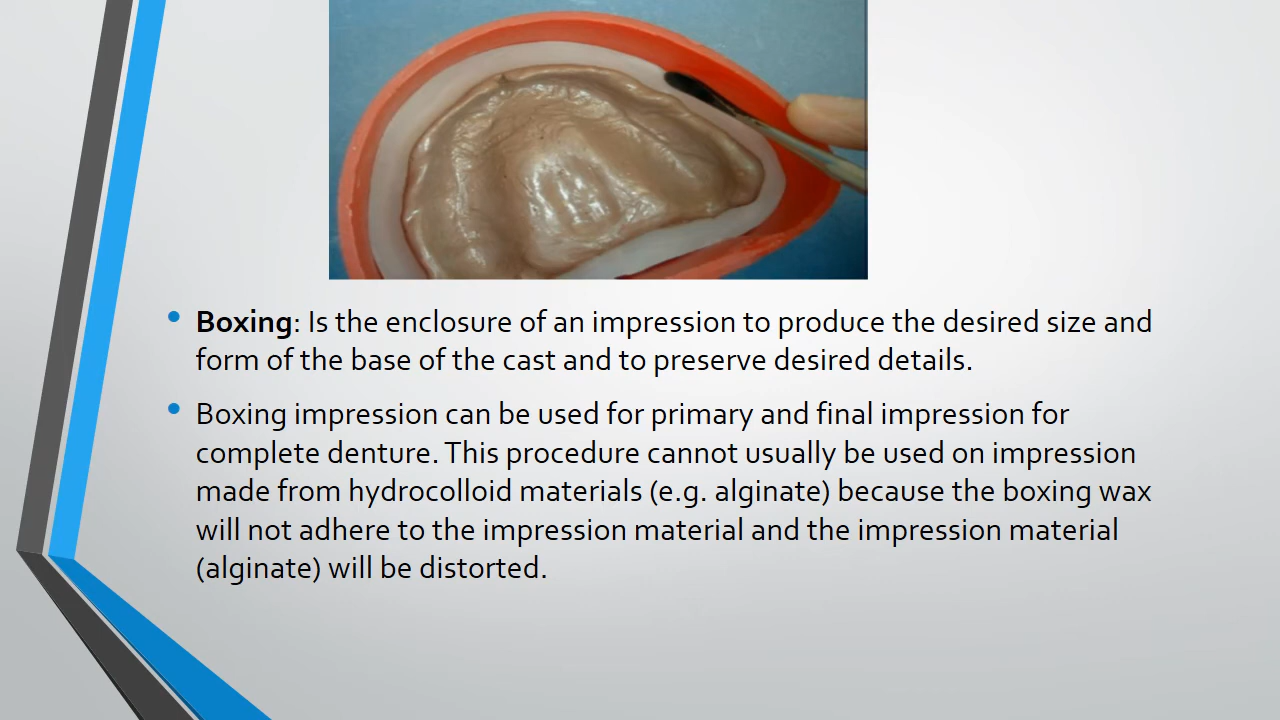 Boxing: Is the enclosure of an impression to produce the desired size and
form of the base of the cast and to preserve desired details.
Boxing impression can be used for primary and final impression for
complete denture. This procedure cannot usually be used on impression
made from hydrocolloid materials (e.g. alginate) because the boxing wax
will not adhere to the impression material and the impression material
(alginate) will be distorted.